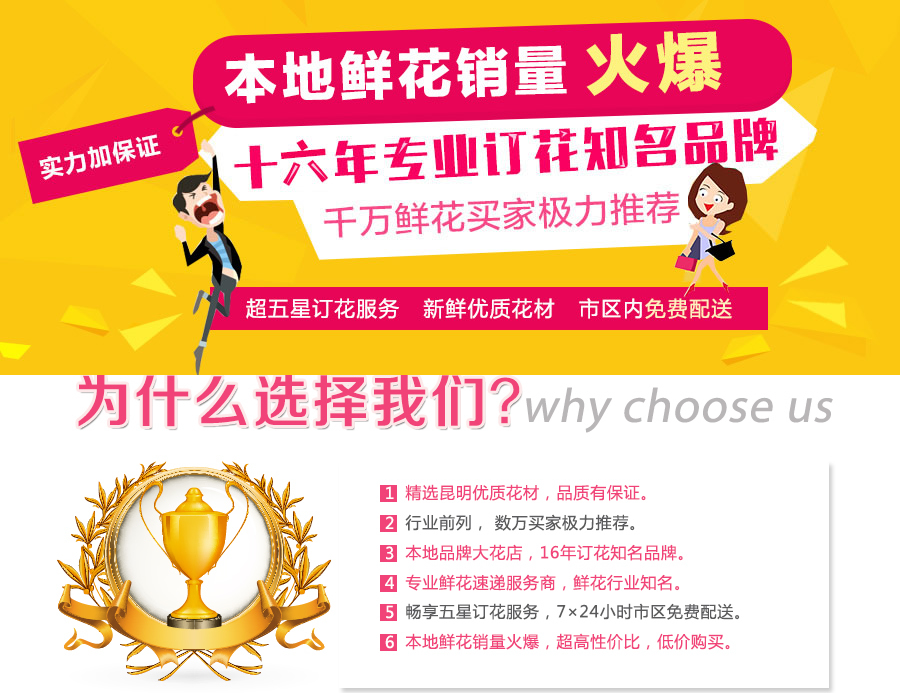 本地鲜花销量 火爆
实力加保证
十六年专业订花知名品牌
千万鲜花买家极力推荐
超五星订花服务 新鲜优质花材 市区内免费配送
为什么选择我们?why choose us
1 精选昆明优质花材，品质有保证。
2 行业前列， 数万买家极力推荐。
3 本地品牌大花店，16年订花知名品牌。
4 专业鲜花速递服务商，鲜花行业知名。
5 畅享五星订花服务，7×24小时市区免费配送。
6 本地鲜花销量火爆，超高性价比，低价购买。